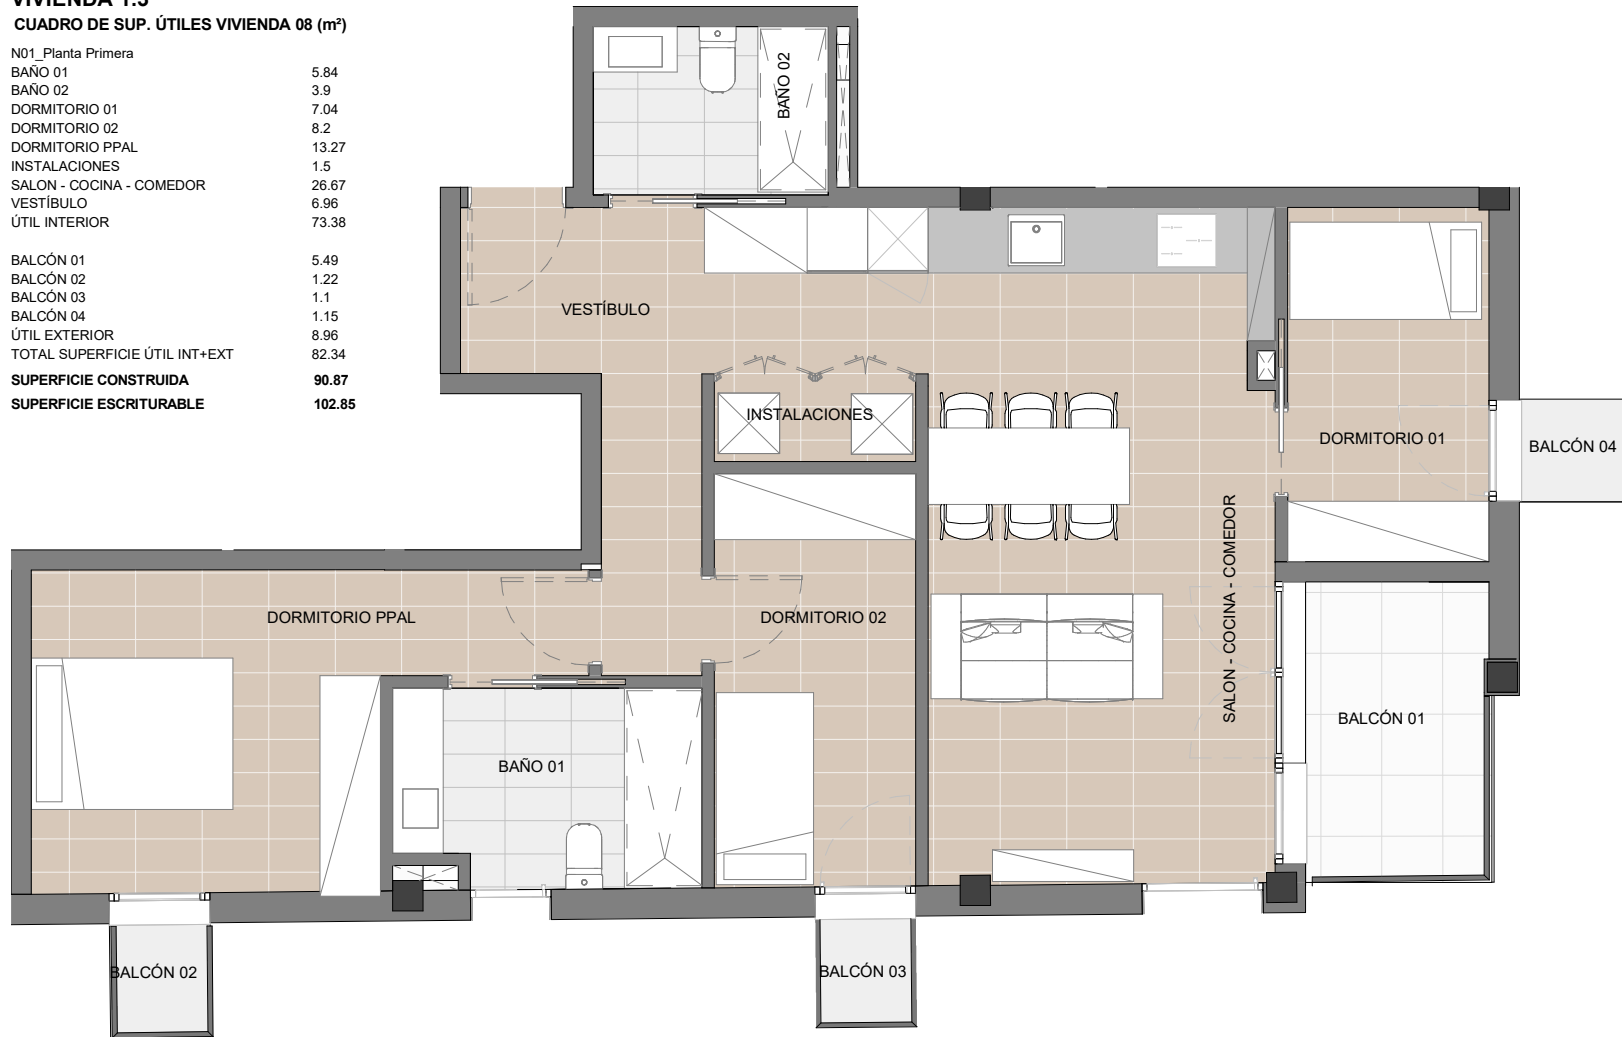 CUADRO DE SUP. ÚTILES VIVIENDA 08 (m²)
N01_Planta Primera
BAÑO 01 5.84
BAÑO 02 3.9
DORMITORIO 01 7.04
DORMITORIO 02 8.2
DORMITORIO PPAL 13.27
INSTALACIONES 1.5
SALON - COCINA - COMEDOR 26.67
VESTÍBULO 6.96
ÚTIL INTERIOR 73.38
BALCÓN 01 5.49
BALCÓN 02 1.22
BALCÓN 03 1.1
BALCÓN 04 1.15
ÚTIL EXTERIOR 8.96
TOTAL SUPERFICIE ÚTIL INT+EXT 82.34
SUPERFICIE CONSTRUIDA 90.87
SUPERFICIE ESCRITURABLE 102.85
BAÑO 02
VESTÍBULO
INSTALACIONES
DORMITORIO 01
BALCÓN 04
SALON - COCINA - COMEDOR
DORMITORIO PPAL
DORMITORIO 02
BALCÓN 01
BAÑO 01
BALCÓN 02
BALCÓN 03